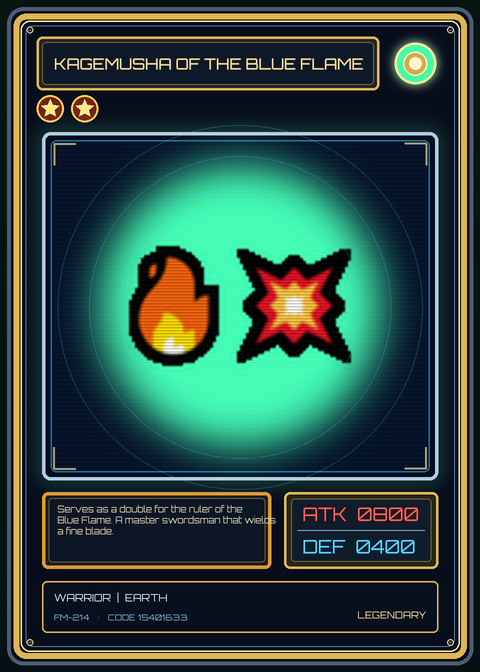 KAGEMUSHA OF THE BLUE FLAME
Serves as a double for the ruler of the
Blue Flame. A master swordsman that wields
a fine blade.
ATK 0800
DEF 0400
WARRIOR | EARTH
FM-214 · CODE 15401633
LEGENDARY